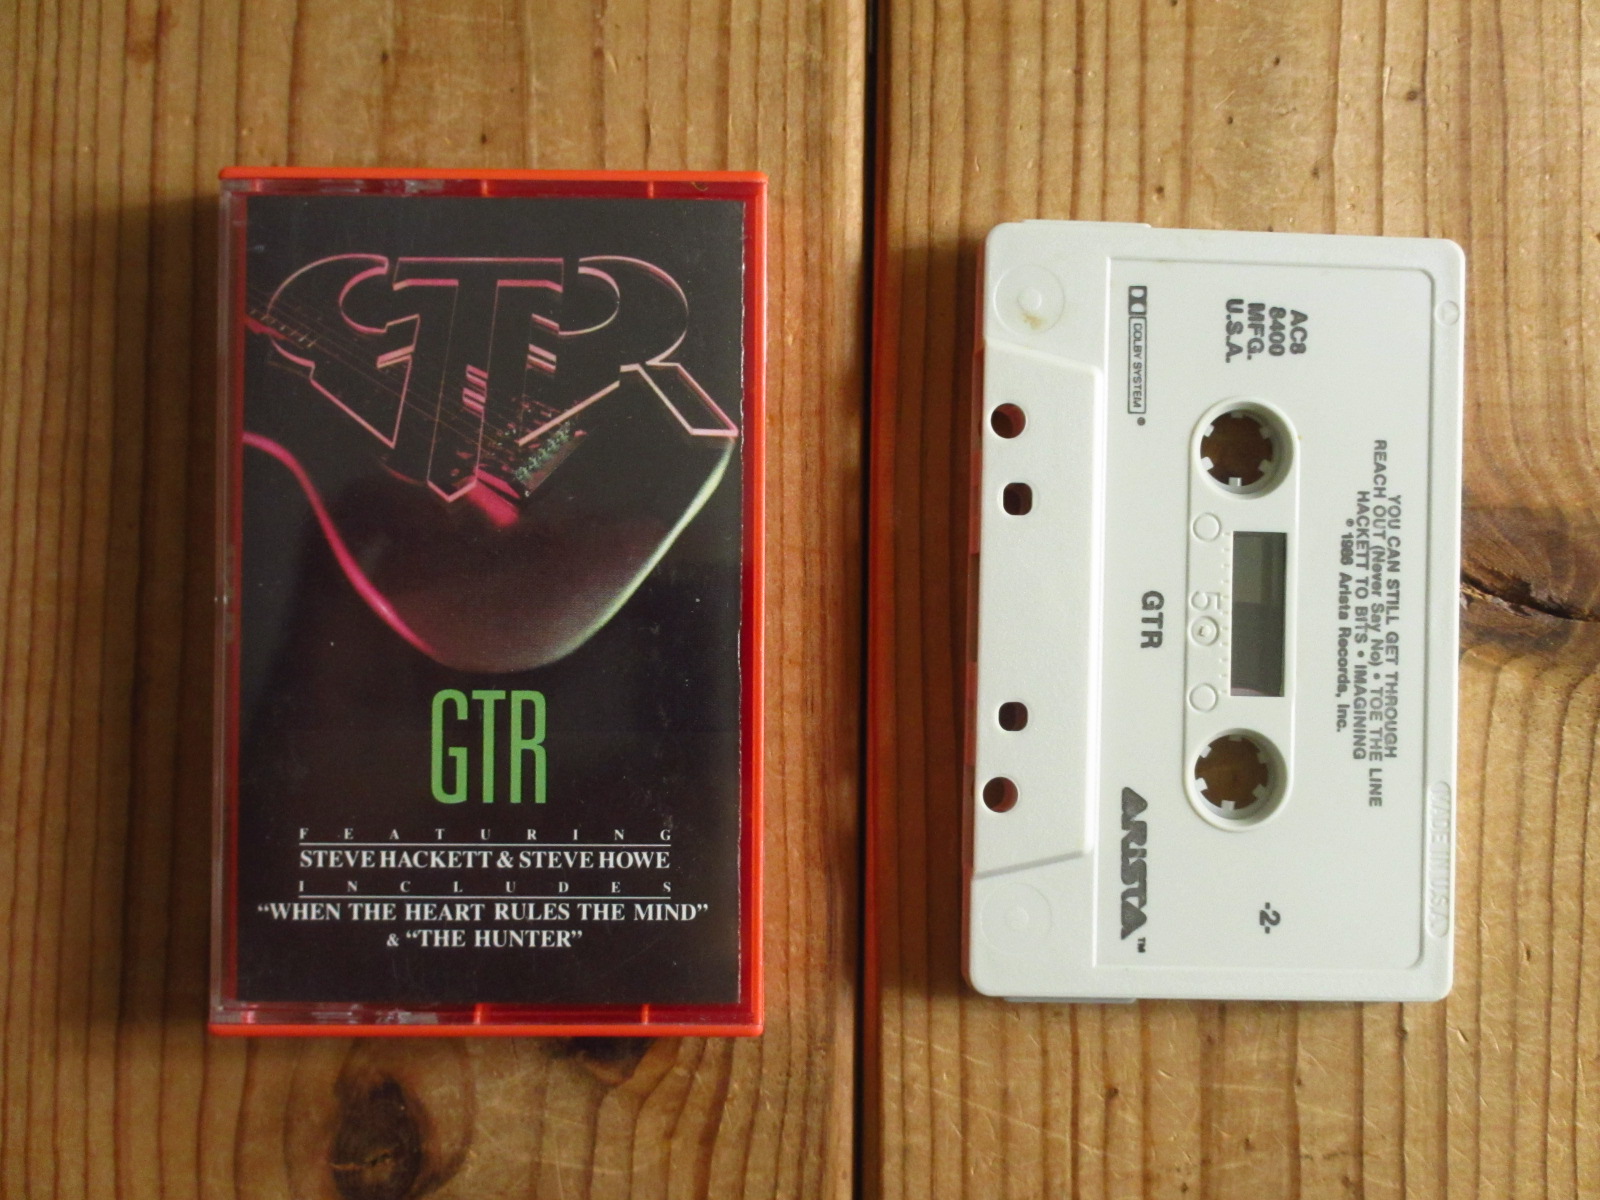 GTR
GTR
FEATURING
STEVE HACKETT & STEVE HOWE
INCLUDES
“WHEN THE HEART RULES THE MIND”
& “THE HUNTER”
AC8
8400
MFG.
U.S.A.
YOU CAN STILL GET THROUGH
REACH OUT (Never Say No) • TOE THE LINE
HACKETT TO BITS • IMAGINING
℗ 1986 Arista Records, Inc.
-2-
50
GTR
DOLBY SYSTEM ®
ARISTA™
MADE IN U.S.A.